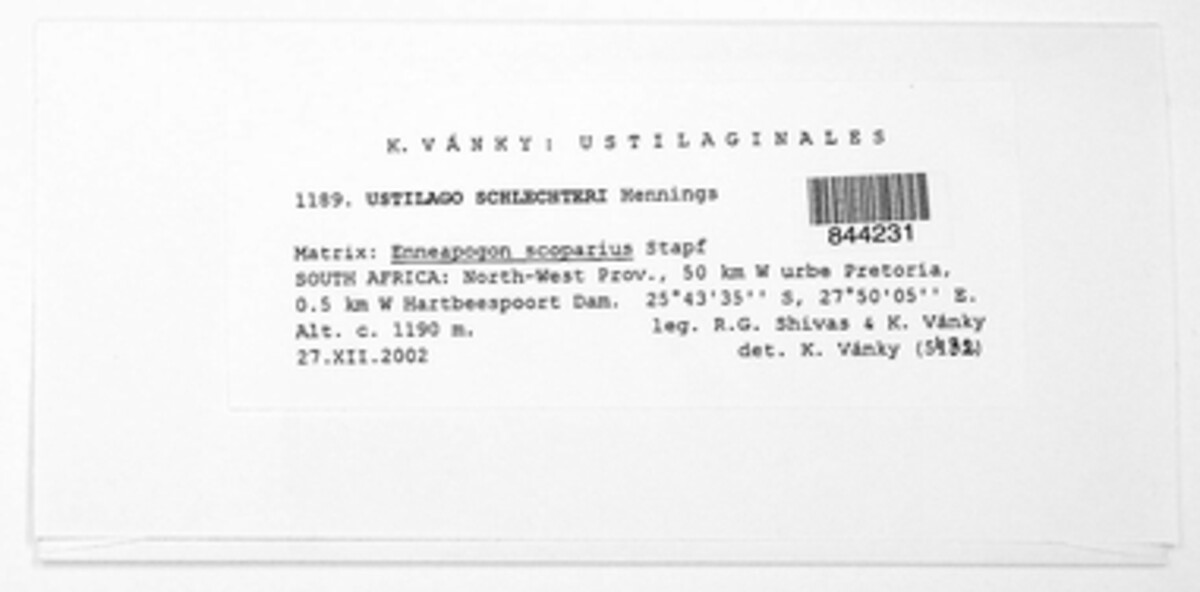 K. VÁNKY: USTILAGINALES
1189. USTILAGO SCHLECHTERI Hennings
844231
Matrix: Enneapogon scoparius Stapf
SOUTH AFRICA: North-West Prov., 50 km W urbe Pretoria,
0.5 km W Hartbeespoort Dam. 25°43'35'' S, 27°50'05'' E.
Alt. c. 1190 m. leg. R.G. Shivas & K. Vánky
27.XII.2002 det. K. Vánky